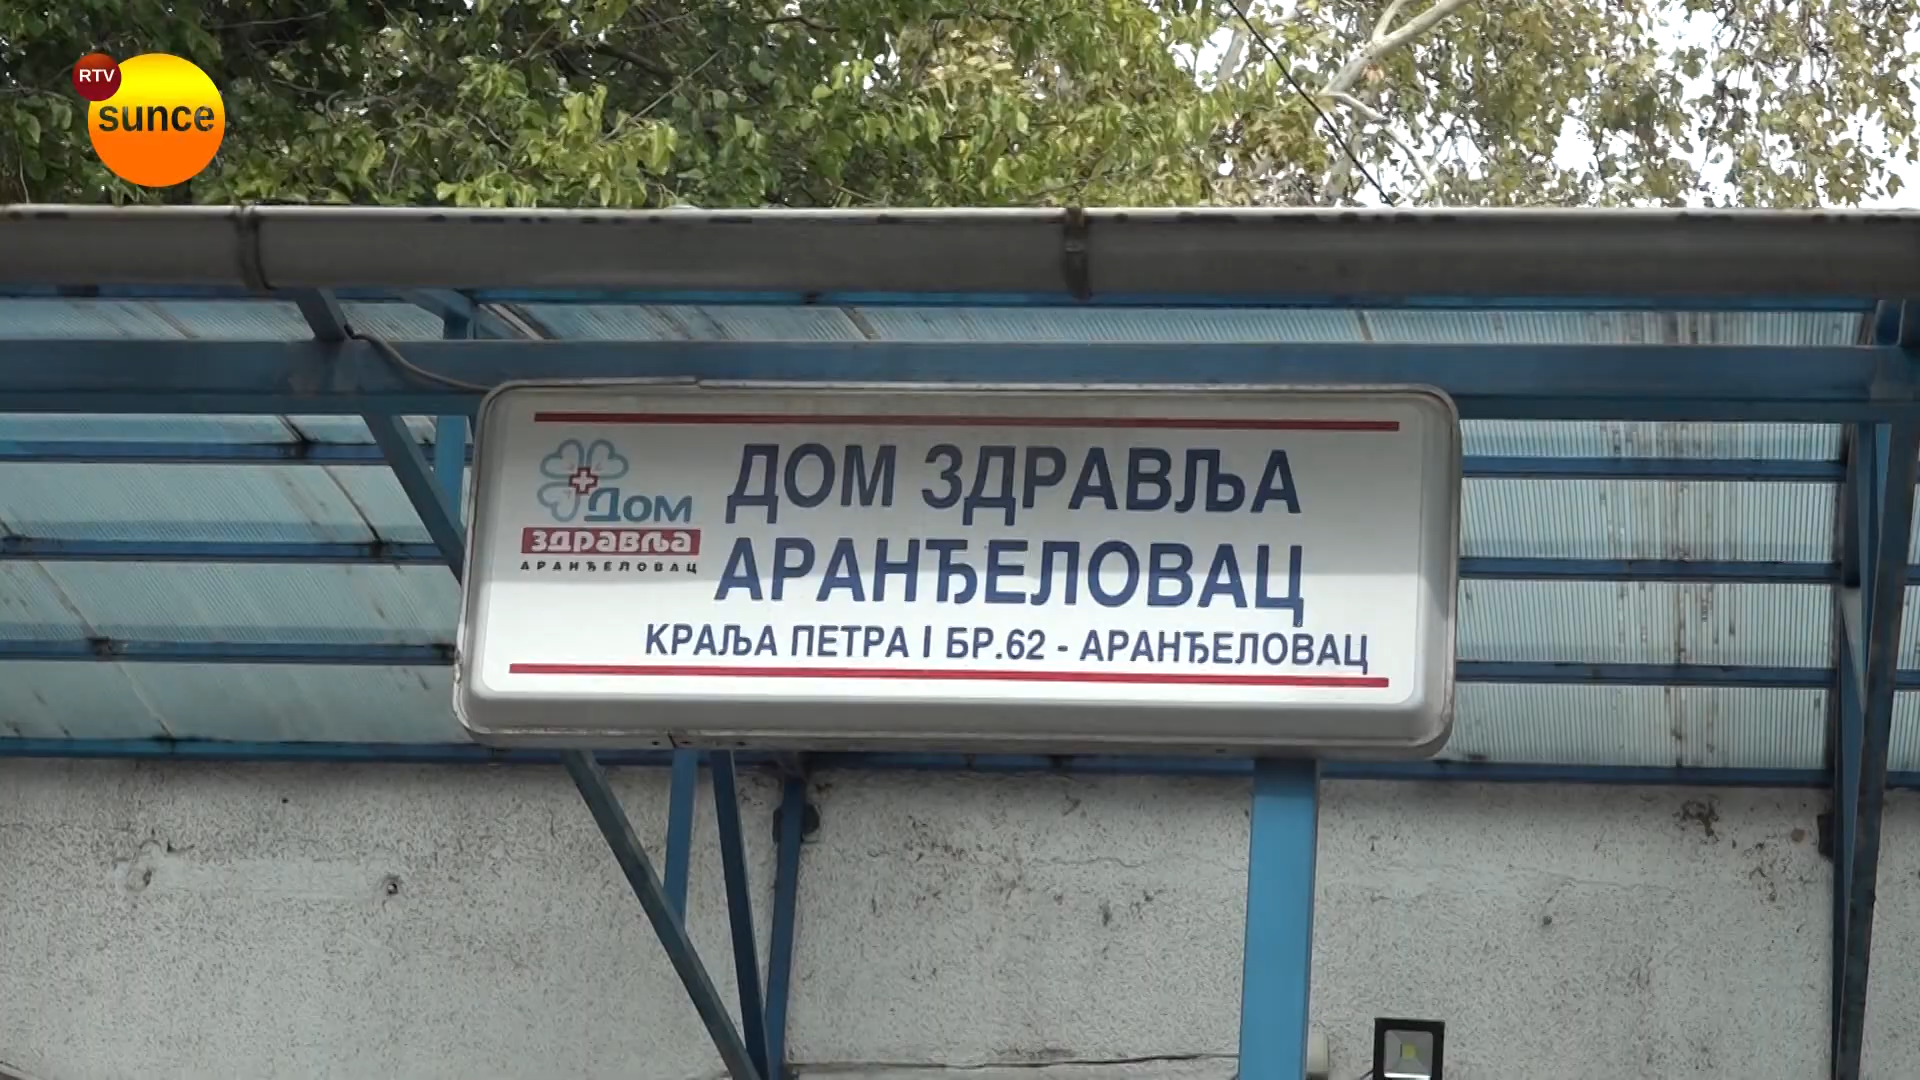 RTV
sunce
ДОМ ЗДРАВЉА
АРАНЂЕЛОВАЦ
КРАЉА ПЕТРА I БР.62 - АРАНЂЕЛОВАЦ
Дом
здравља
АРАНЂЕЛОВАЦ